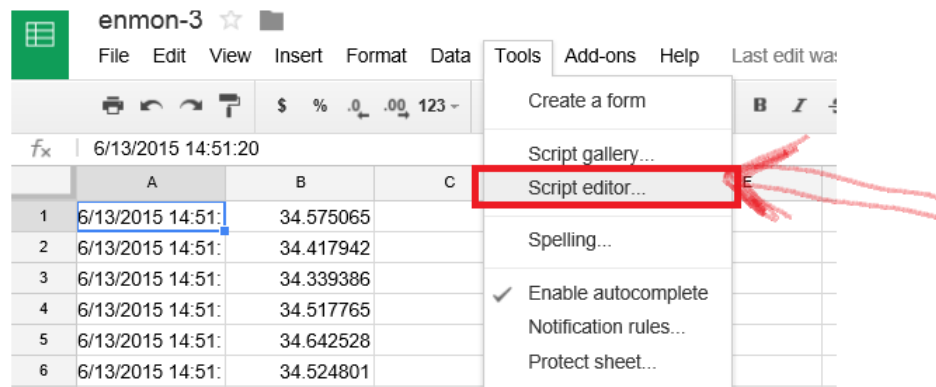 enmon-3
File Edit View Insert Format Data Tools Add-ons Help Last edit wa
$ % .0 .00 123 B I
fx 6/13/2015 14:51:20
Create a form
Script gallery...
Script editor...
Spelling...
Enable autocomplete
Notification rules...
Protect sheet...
A B C E
1 6/13/2015 14:51: 34.575065
2 6/13/2015 14:51: 34.417942
3 6/13/2015 14:51: 34.339386
4 6/13/2015 14:51: 34.517765
5 6/13/2015 14:51: 34.642528
6 6/13/2015 14:51: 34.524801